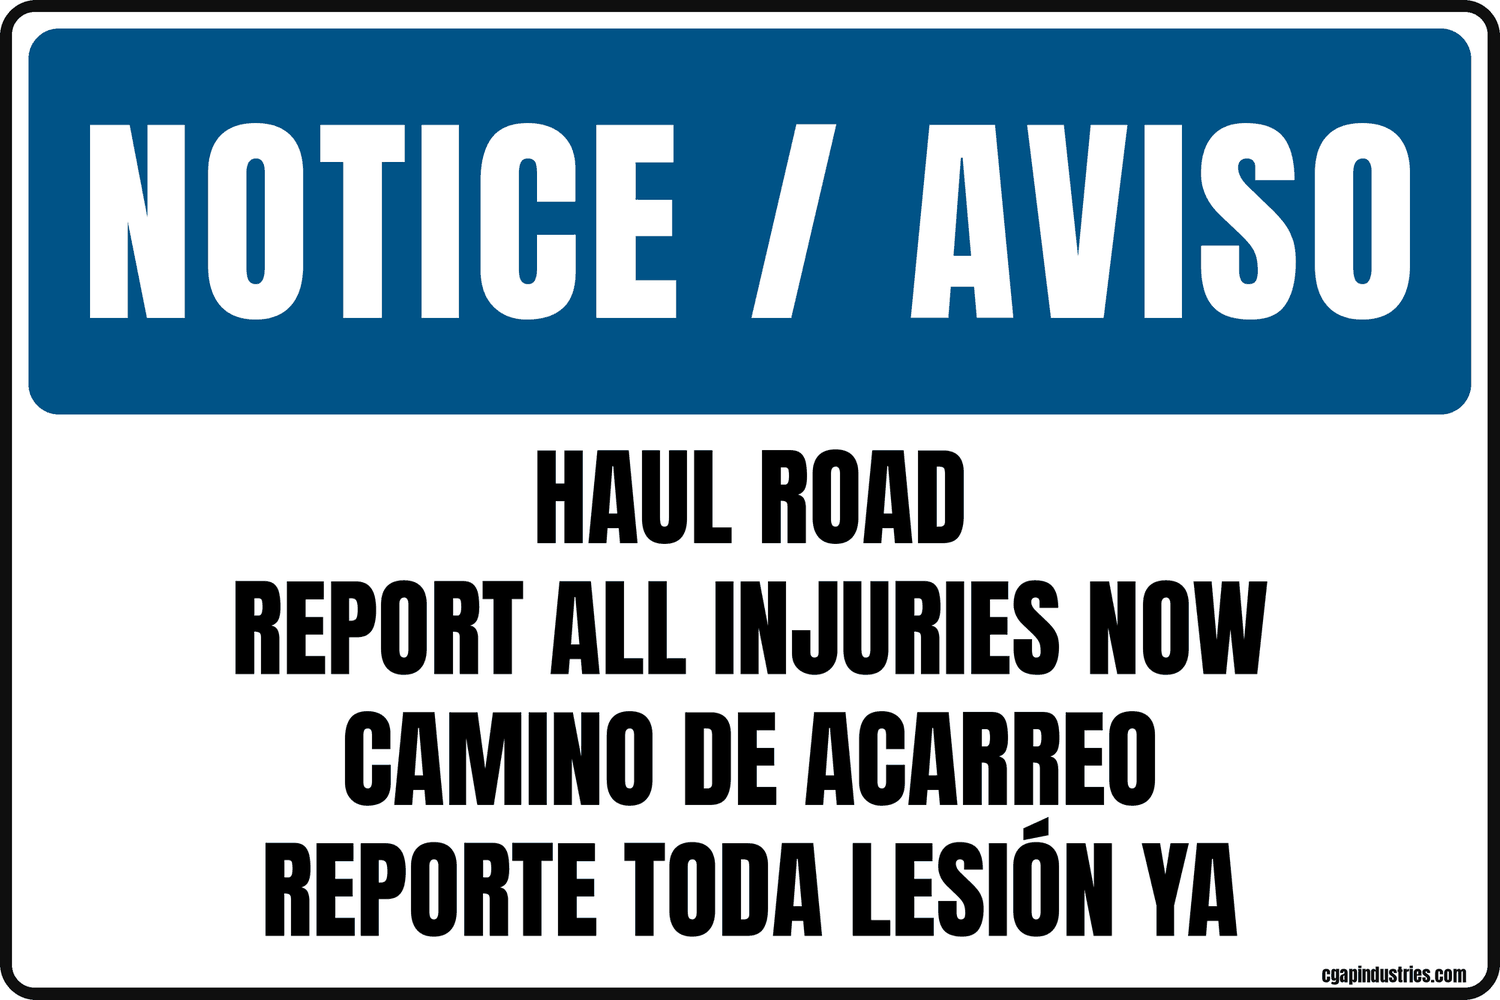 NOTICE / AVISO
HAUL ROAD
REPORT ALL INJURIES NOW
CAMINO DE ACARREO
REPORTE TODA LESIÓN YA
cgapindustries.com